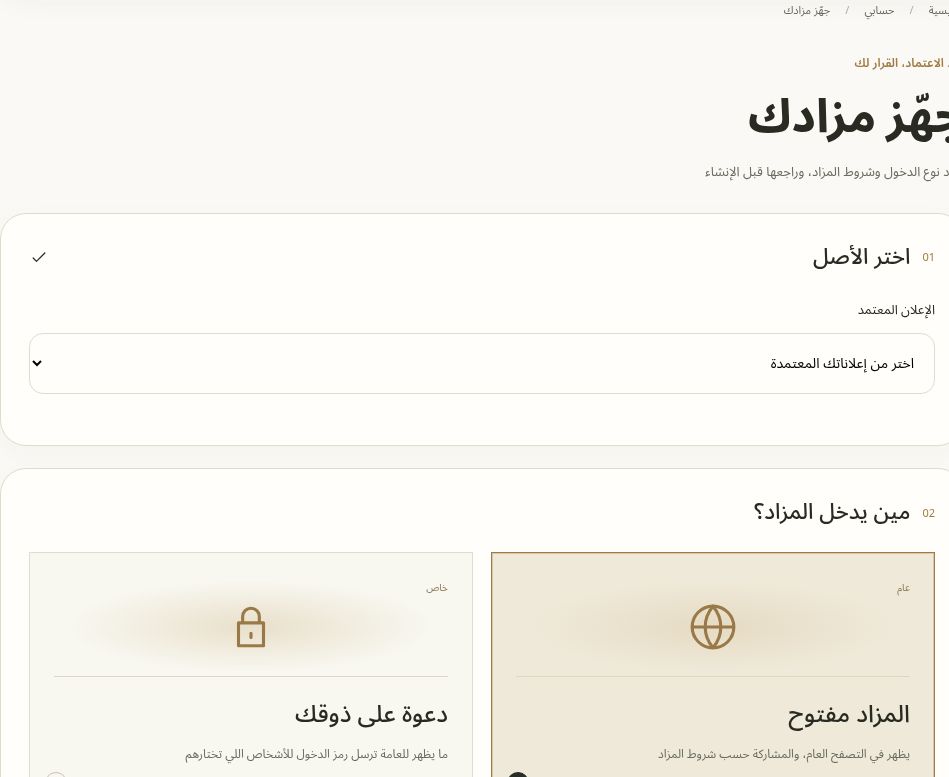 حسابي / جهّز مزادك
الاعتماد، القرار لك
جهّز مزادك
نوع الدخول وشروط المزاد، وراجعها قبل الإنشاء
01 اختر الأصل
الإعلان المعتمد
اختر من إعلاناتك المعتمدة
02 مين يدخل المزاد؟
عام
المزاد مفتوح
يظهر في التصفح العام، والمشاركة حسب شروط المزاد
خاص
دعوة على ذوقك
ما يظهر للعامة ترسل رمز الدخول للأشخاص اللي تختارهم